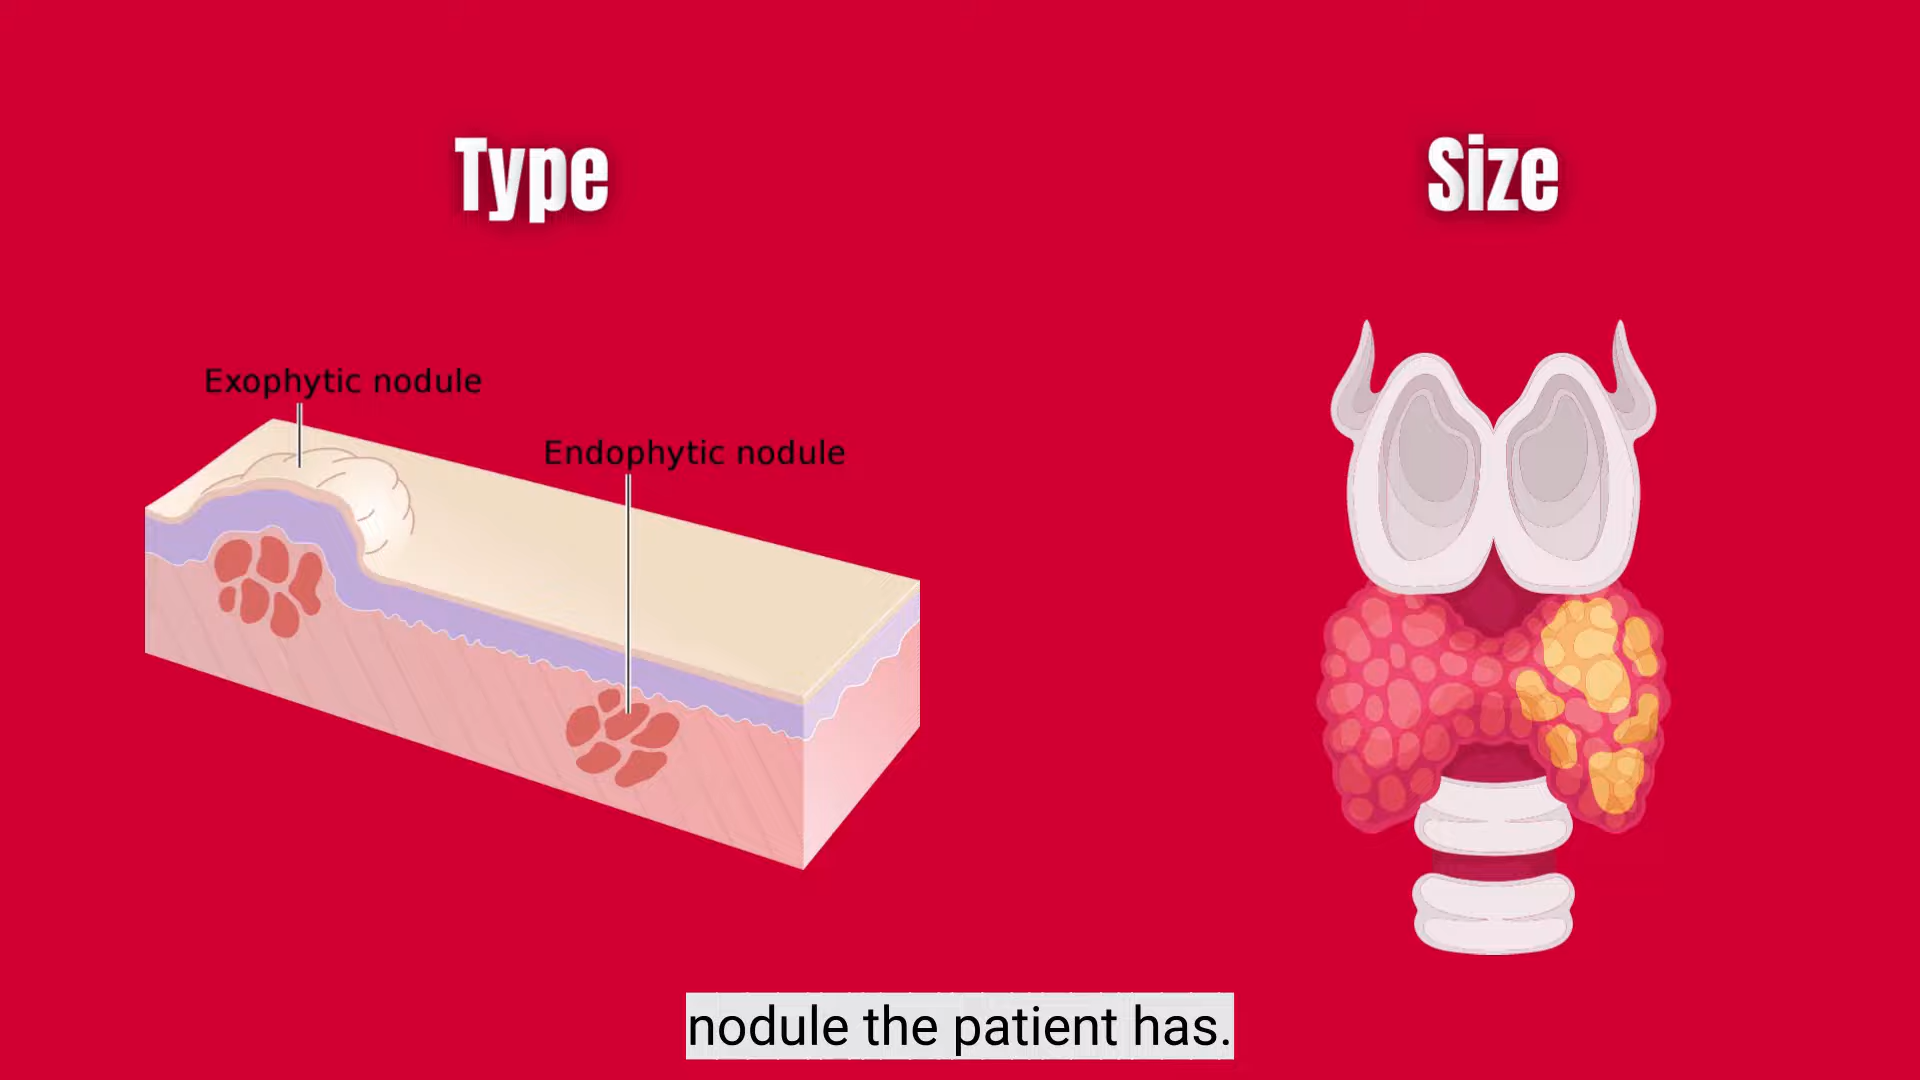 Type
Size
Exophytic nodule
Endophytic nodule
nodule the patient has.